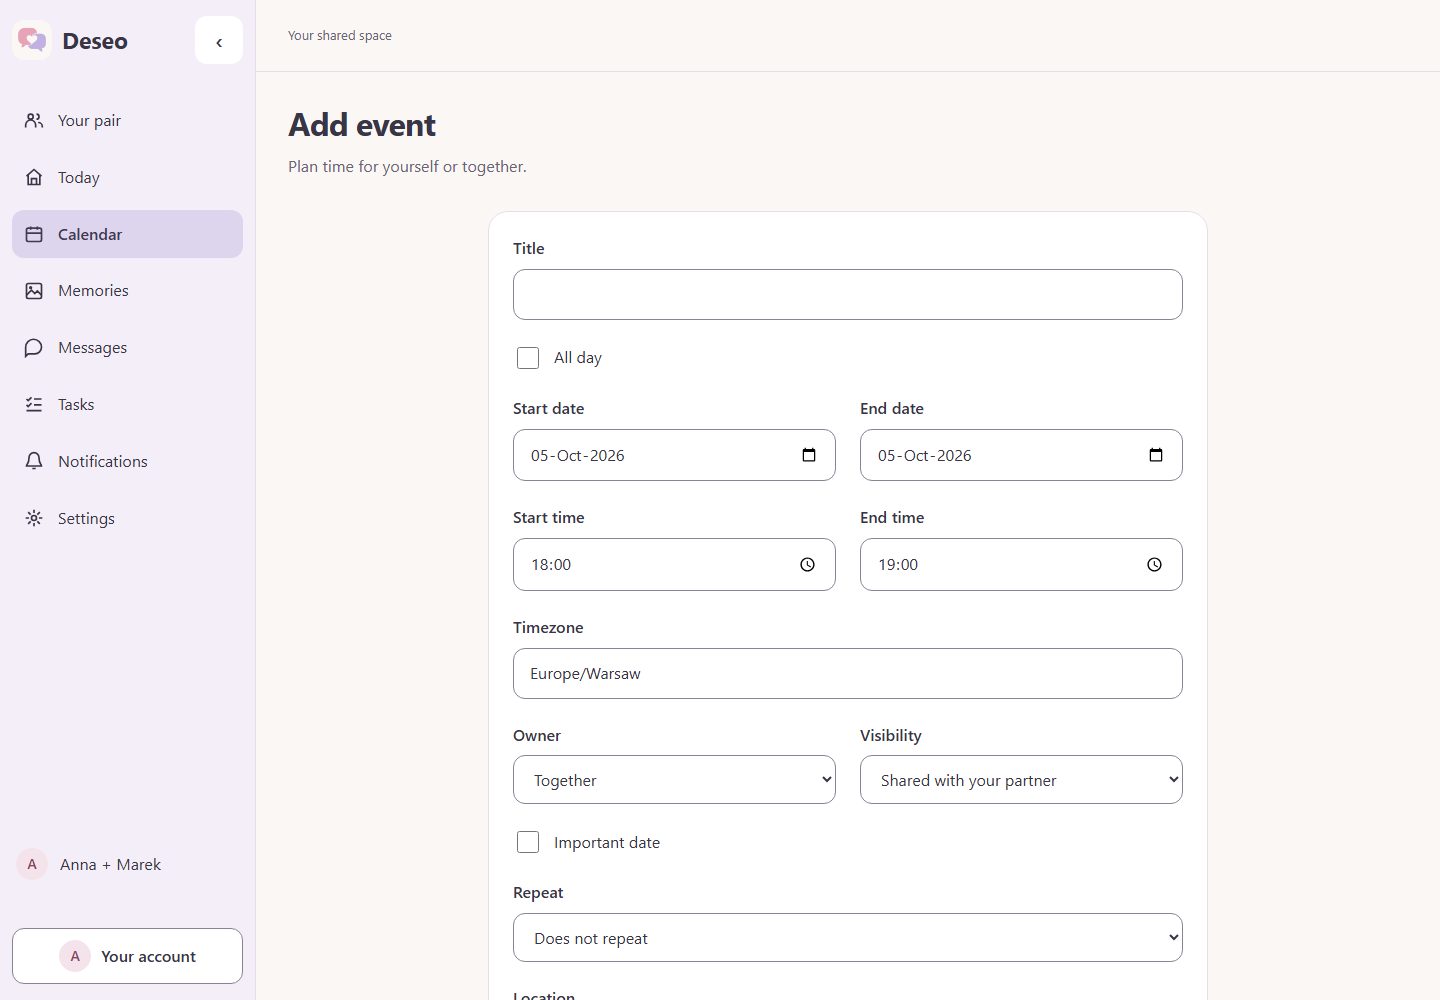 Deseo
‹
Your pair
Today
Calendar
Memories
Messages
Tasks
Notifications
Settings
A Anna + Marek
A Your account
Your shared space
Add event
Plan time for yourself or together.
Title
All day
Start date End date
05-Oct-2026 05-Oct-2026
Start time End time
18:00 19:00
Timezone
Europe/Warsaw
Owner Visibility
Together Shared with your partner
Important date
Repeat
Does not repeat
Location